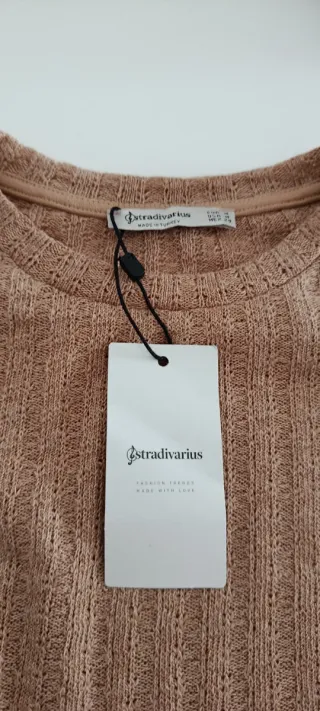 stradivarius
MADE IN TURKEY
stradivarius
FASHION TRENDS
MADE WITH LOVE